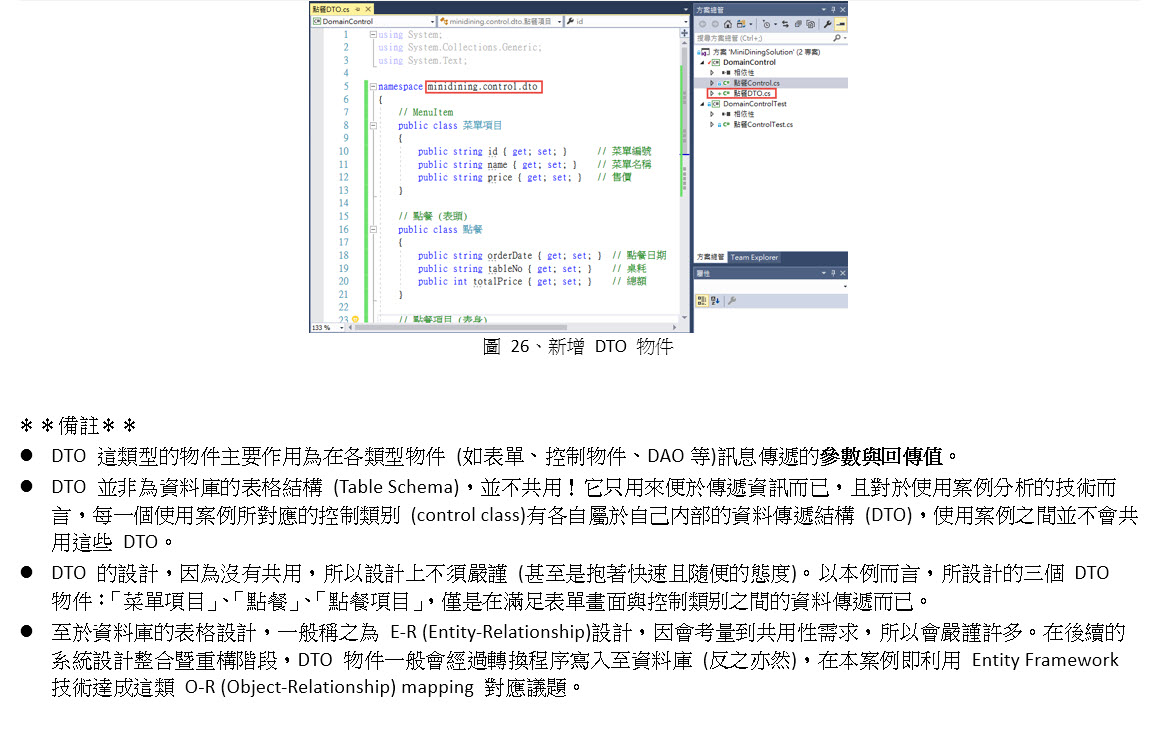 點餐DTO.cs
DomainControl
minidining.control.dto.點餐項目
id
1 using System;
2 using System.Collections.Generic;
3 using System.Text;
4
5 namespace minidining.control.dto
6 {
7 // MenuItem
8 public class 菜單項目
9 {
10 public string id { get; set; } // 菜單編號
11 public string name { get; set; } // 菜單名稱
12 public string price { get; set; } // 售價
13 }
14
15 // 點餐 (表頭)
16 public class 點餐
17 {
18 public string orderDate { get; set; } // 點餐日期
19 public string tableNo { get; set; } // 桌號
20 public int totalPrice { get; set; } // 總額
21 }
22
23 // 點餐項目 (表身)
133 %
方案總管
搜尋方案總管 (Ctrl+;)
方案 'MiniDiningSolution' (2 專案)
DomainControl
相依性
點餐Control.cs
點餐DTO.cs
DomainControlTest
相依性
點餐ControlTest.cs
方案總管 Team Explorer
屬性
圖 26、新增 DTO 物件
＊＊備註＊＊
● DTO 這類型的物件主要作用為在各類型物件 (如表單、控制物件、DAO 等)訊息傳遞的參數與回傳值。
● DTO 並非為資料庫的表格結構 (Table Schema)，並不共用！它只用來便於傳遞資訊而已，且對於使用案例分析的技術而
言，每一個使用案例所對應的控制類別 (control class)有各自屬於自己內部的資料傳遞結構 (DTO)，使用案例之間並不會共
用這些 DTO。
● DTO 的設計，因為沒有共用，所以設計上不須嚴謹 (甚至是抱著快速且隨便的態度)。以本例而言，所設計的三個 DTO
物件：「菜單項目」、「點餐」、「點餐項目」，僅是在滿足表單畫面與控制類別之間的資料傳遞而已。
● 至於資料庫的表格設計，一般稱之為 E-R (Entity-Relationship)設計，因會考量到共用性需求，所以會嚴謹許多。在後續的
系統設計整合暨重構階段，DTO 物件一般會經過轉換程序寫入至資料庫 (反之亦然)，在本案例即利用 Entity Framework
技術達成這類 O-R (Object-Relationship) mapping 對應議題。